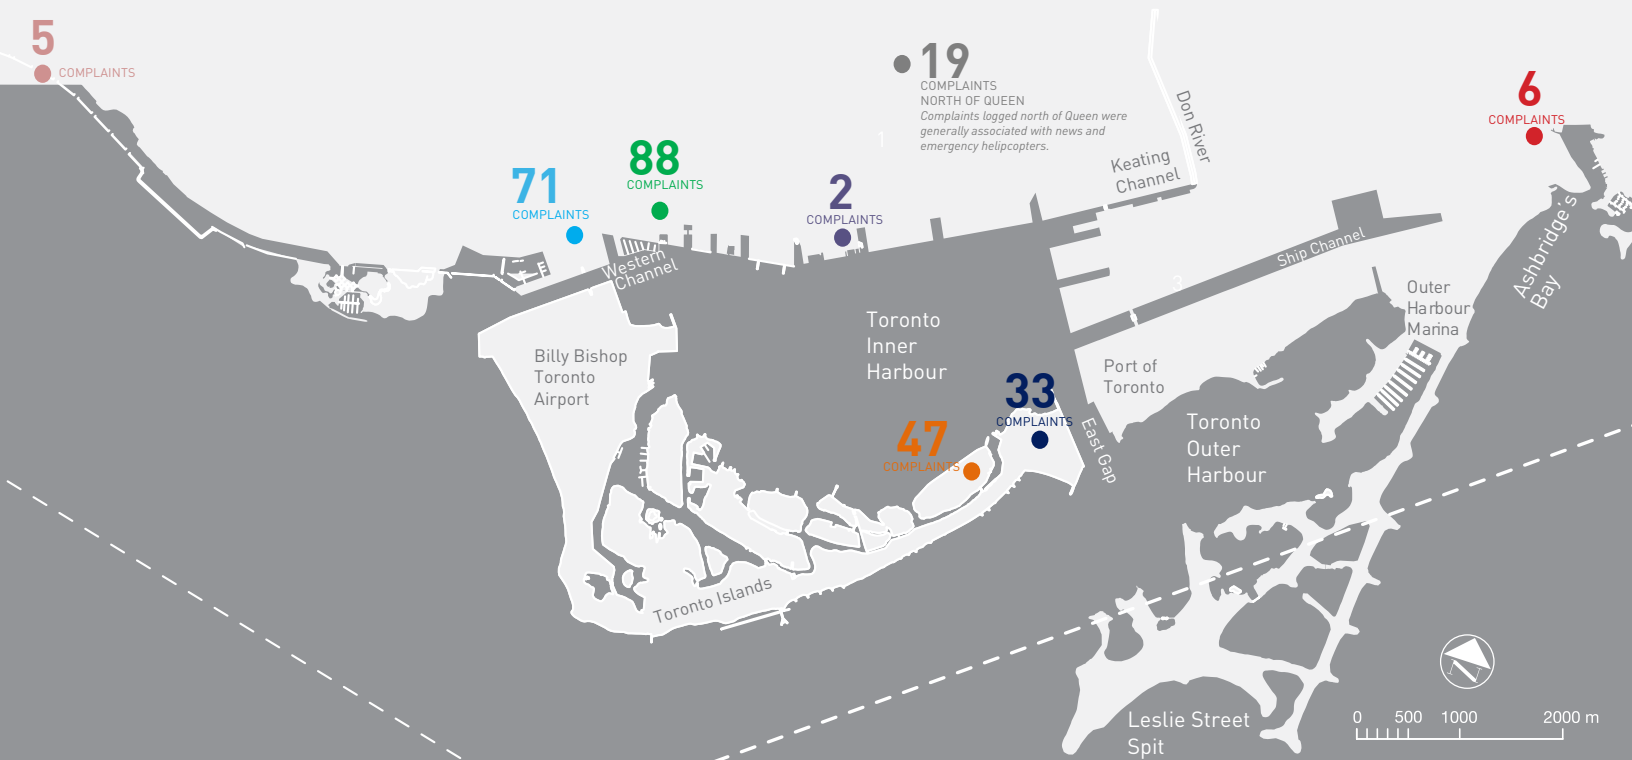 5
COMPLAINTS
19
COMPLAINTS
NORTH OF QUEEN
Complaints logged north of Queen were
generally associated with news and
emergency helipcopters.
1
Don River
6
COMPLAINTS
88
COMPLAINTS
71
COMPLAINTS
2
COMPLAINTS
Keating
Channel
Ashbridge's
Bay
Ship Channel
Western
Channel
3
Outer
Harbour
Marina
Toronto
Inner
Harbour
Billy Bishop
Toronto
Airport
Port of
Toronto
33
COMPLAINTS
47
COMPLAINTS
East Gap
Toronto
Outer
Harbour
Toronto Islands
Leslie Street
Spit
0 500 1000 2000 m